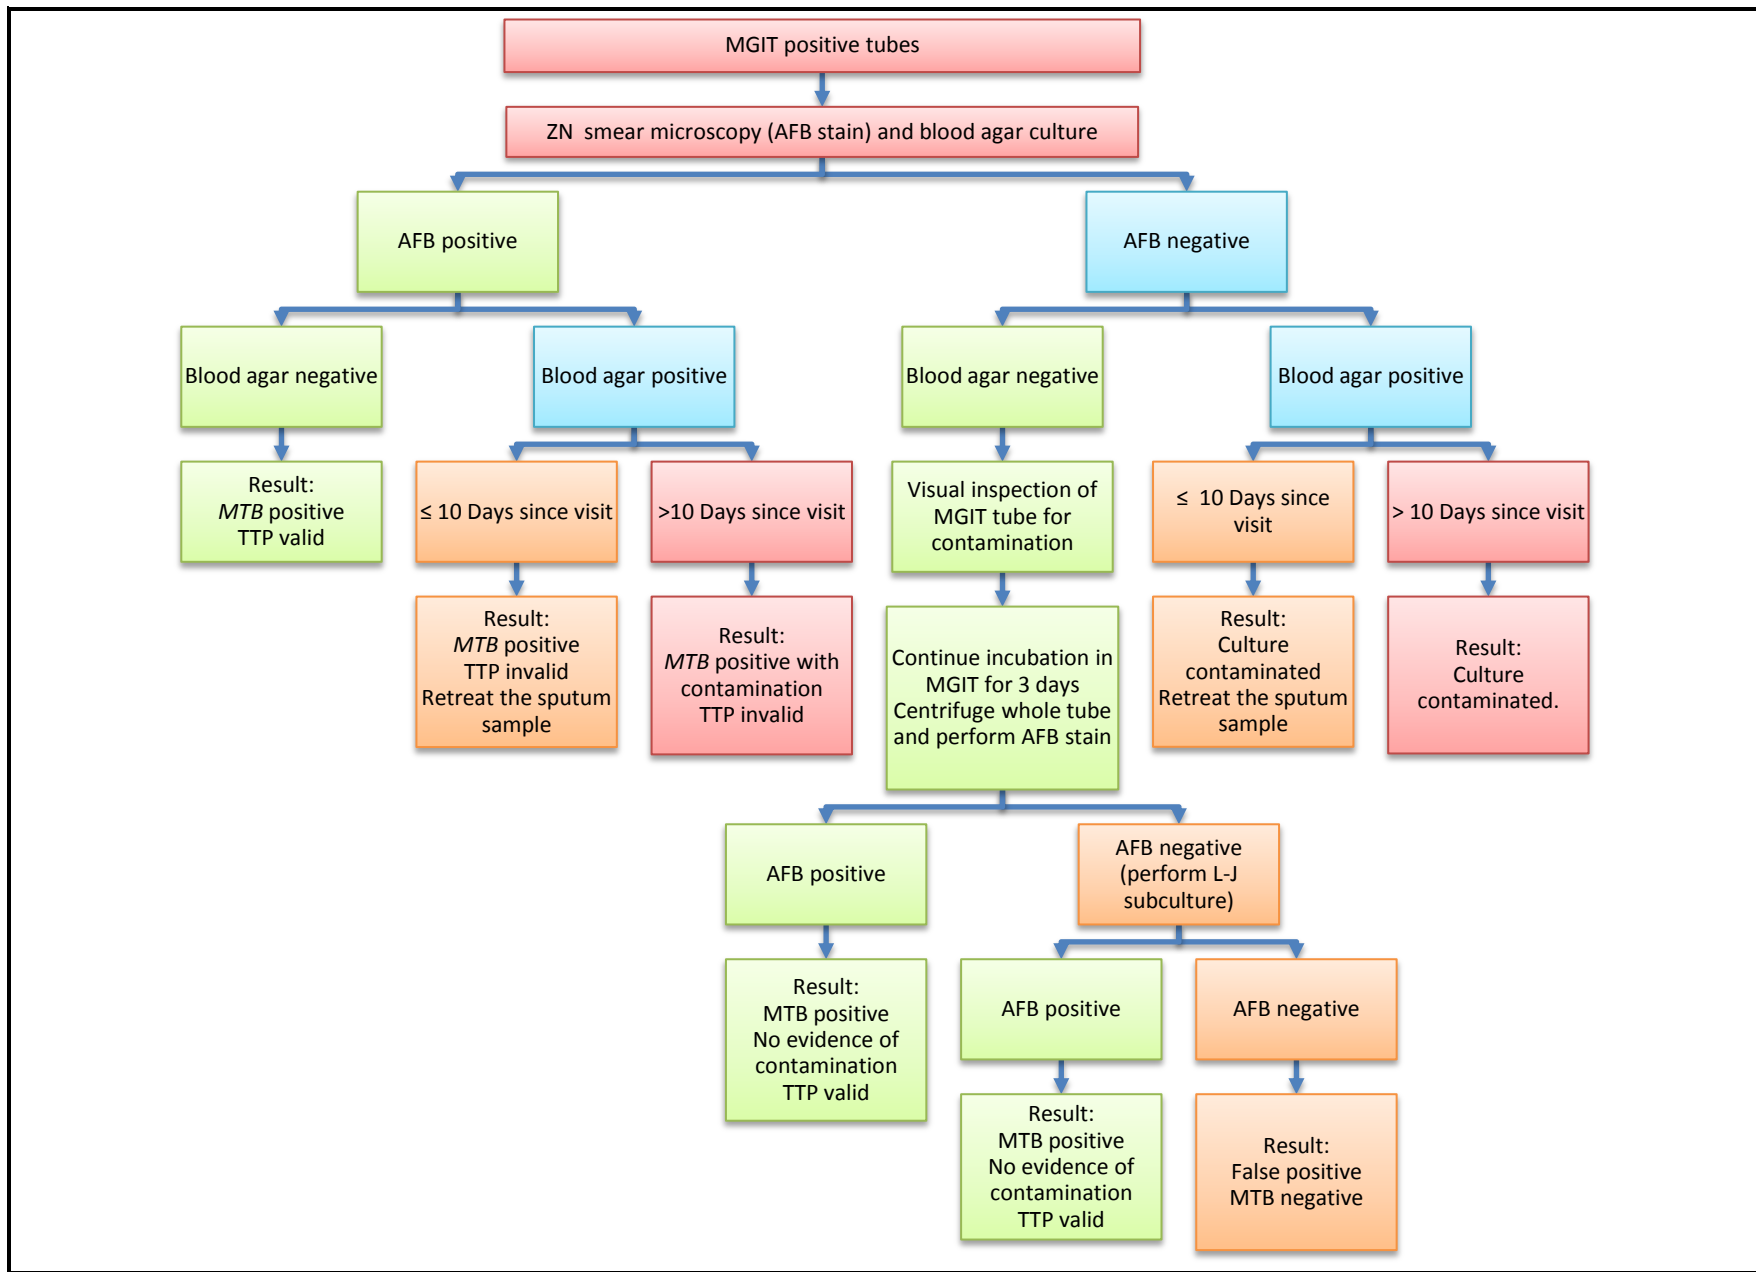 MGIT positive tubes
ZN smear microscopy (AFB stain) and blood agar culture
AFB positive
AFB negative
Blood agar negative
Blood agar positive
Blood agar negative
Blood agar positive
Result:
MTB positive
TTP valid
≤ 10 Days since visit
>10 Days since visit
Visual inspection of
MGIT tube for
contamination
≤ 10 Days since
visit
> 10 Days since visit
Result:
MTB positive
TTP invalid
Retreat the sputum
sample
Result:
MTB positive with
contamination
TTP invalid
Continue incubation in
MGIT for 3 days
Centrifuge whole tube
and perform AFB stain
Result:
Culture
contaminated
Retreat the sputum
sample
Result:
Culture
contaminated.
AFB positive
AFB negative
(perform L-J
subculture)
Result:
MTB positive
No evidence of
contamination
TTP valid
AFB positive
AFB negative
Result:
MTB positive
No evidence of
contamination
TTP valid
Result:
False positive
MTB negative